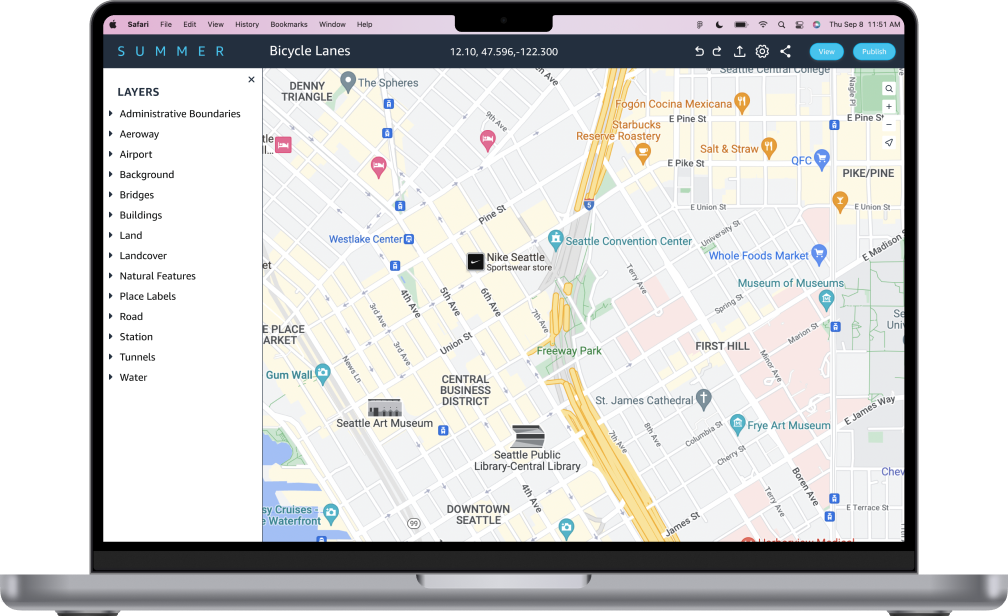 Safari File Edit View History Bookmarks Window Help
Thu Sep 8 11:51 AM
SUMMER
Bicycle Lanes
12.10, 47.596,-122.300
View
Publish
LAYERS
Administrative Boundaries
Aeroway
Airport
Background
Bridges
Buildings
Land
Landcover
Natural Features
Place Labels
Road
Station
Tunnels
Water
DENNY
TRIANGLE
The Spheres
9th Ave
Seattle Central College
Nagle Pl
Fogón Cocina Mexicana
E Pine St
E Pine St
Starbucks
Reserve Roastery
Salt & Straw
E Pike St
QFC
PIKE/PINE
E Union St
E Union St
5
Pine St
University St
E Madison S
Westlake Center
Seattle Convention Center
Nike Seattle
Sportswear store
Whole Foods Market
Terry Ave
Museum of Museums
Spring St
3rd Ave
4th Ave
5th Ave
6th Ave
7th Ave
Marion St
E PLACE
ARKET
3rd Ave
Union St
News Ln
Freeway Park
FIRST HILL
Minor Ave
Gum Wall
CENTRAL
BUSINESS
DISTRICT
St. James Cathedral
E James Way
Seattle Art Museum
Columbia St
Frye Art Museum
7th Ave
8th Ave
Cherry St
Seattle Public
Library-Central Library
Terry Ave
Boren Ave
4th Ave
sy Cruises -
e Waterfront
DOWNTOWN
SEATTLE
99
James St
E Terrace St
Harborview Medical